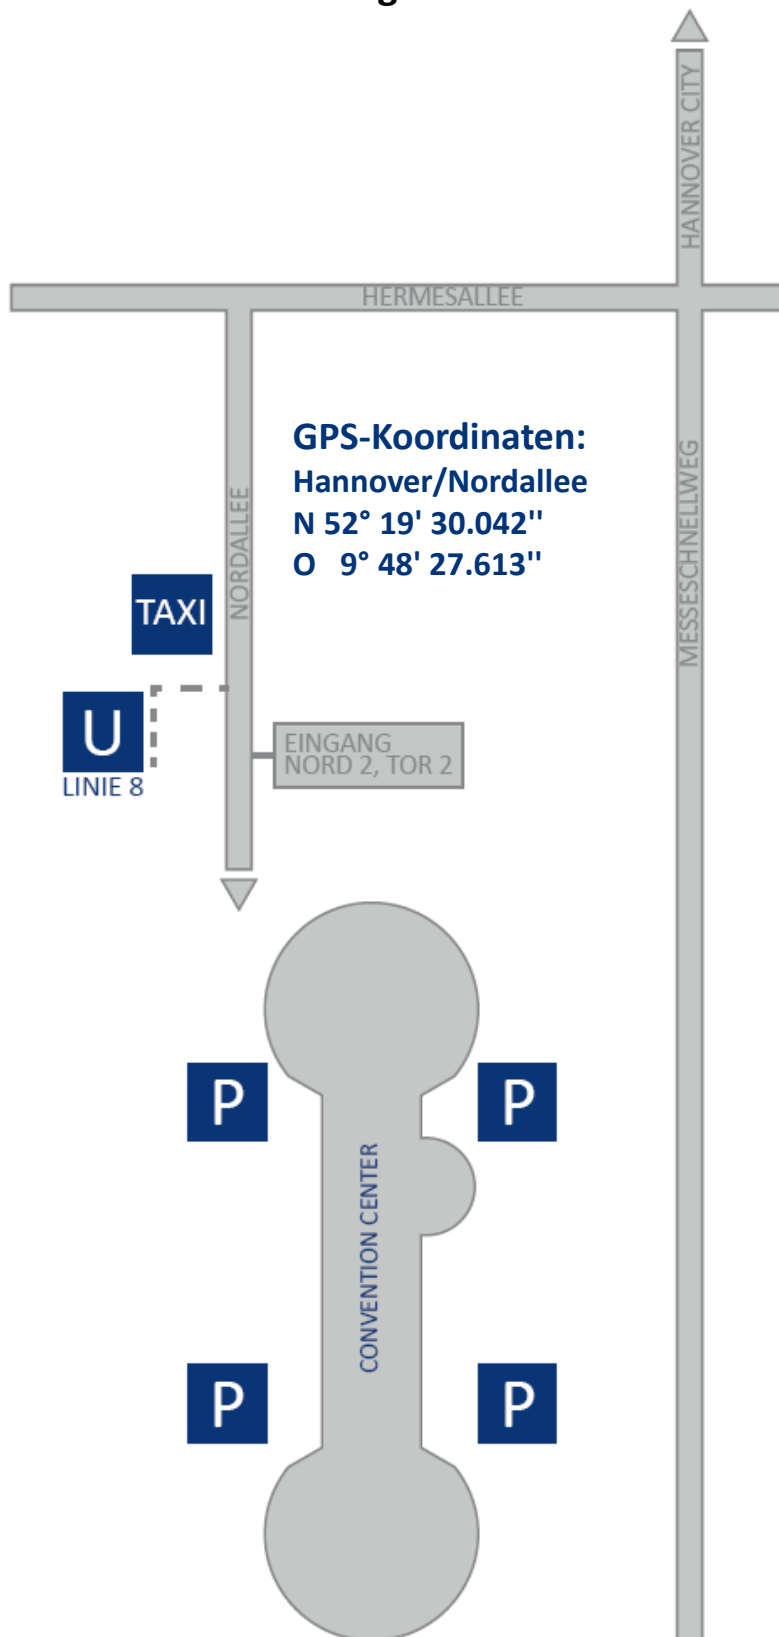 g
HANNOVER CITY
HERMESALLEE
GPS-Koordinaten:
Hannover/Nordallee
N 52° 19' 30.042''
O 9° 48' 27.613''
NORDALLEE
MESSESCHNELLWEG
TAXI
U
LINIE 8
EINGANG
NORD 2, TOR 2
P
P
CONVENTION CENTER
P
P